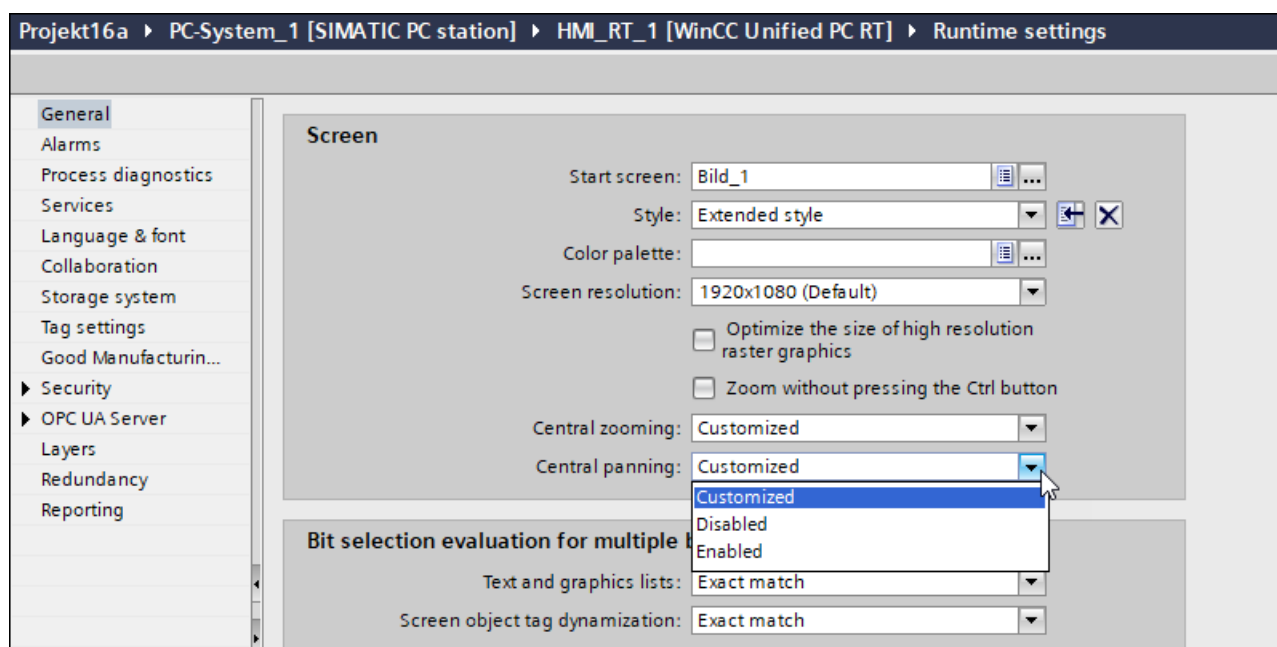 Projekt16a ▸ PC-System_1 [SIMATIC PC station] ▸ HMI_RT_1 [WinCC Unified PC RT] ▸ Runtime settings
General
Alarms
Process diagnostics
Services
Language & font
Collaboration
Storage system
Tag settings
Good Manufacturin...
Security
OPC UA Server
Layers
Redundancy
Reporting
Screen
Start screen: Bild_1
Style: Extended style
Color palette:
Screen resolution: 1920x1080 (Default)
Optimize the size of high resolution
raster graphics
Zoom without pressing the Ctrl button
Central zooming: Customized
Central panning: Customized
Customized
Disabled
Enabled
Bit selection evaluation for multiple
Text and graphics lists: Exact match
Screen object tag dynamization: Exact match